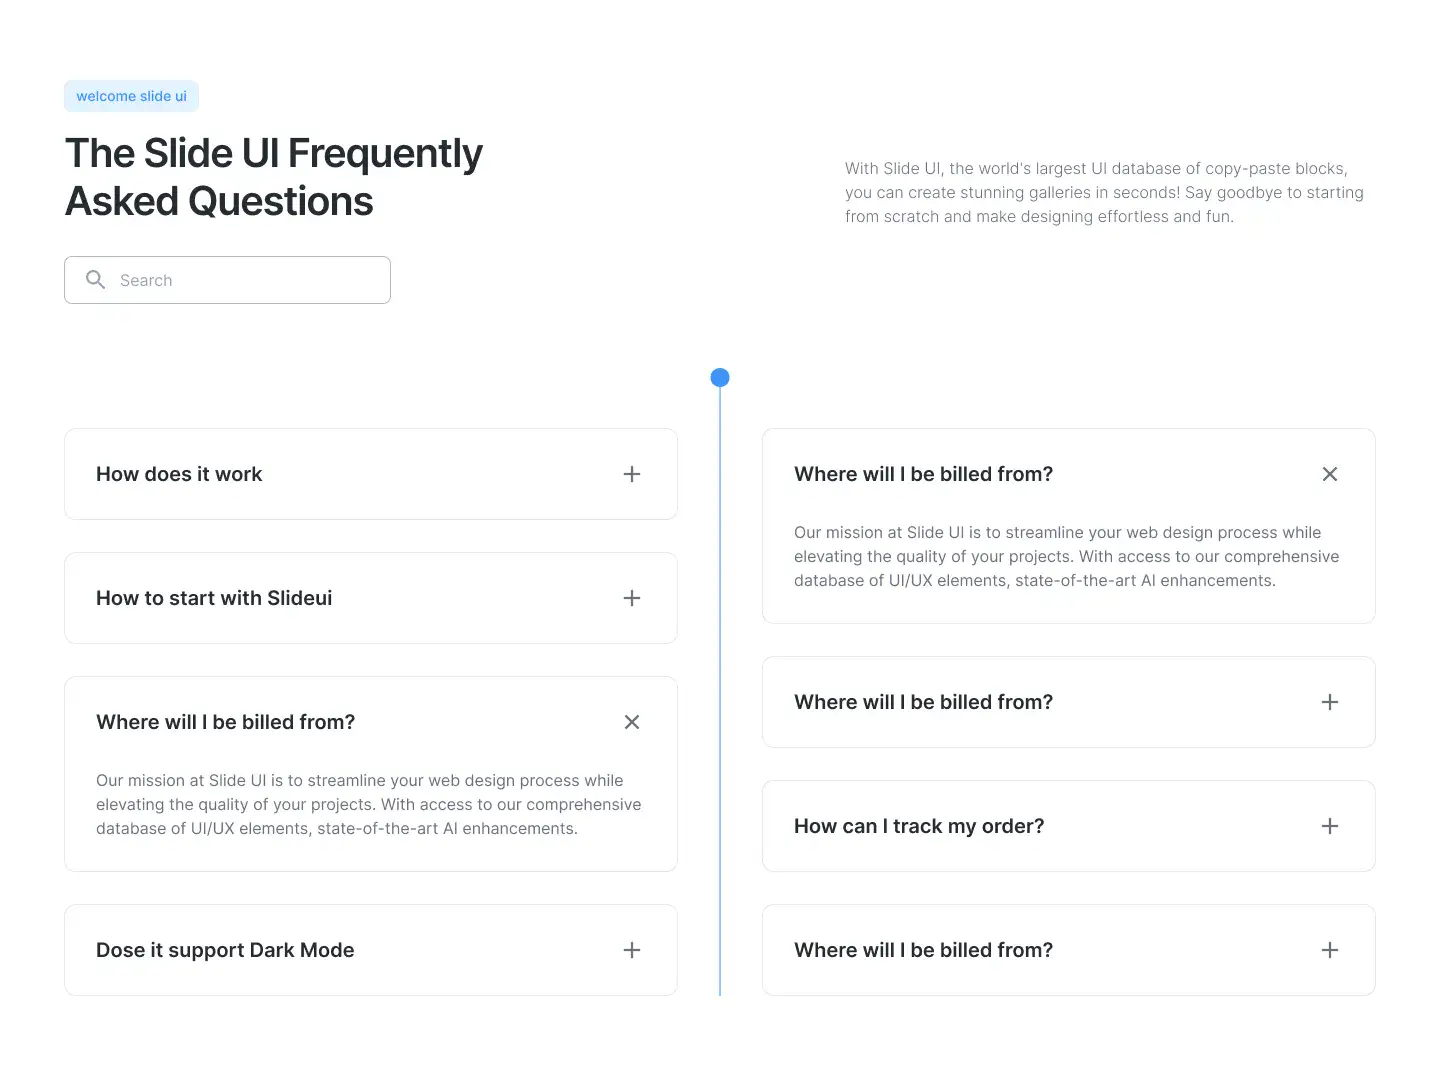 welcome slide ui
The Slide UI Frequently
Asked Questions
With Slide UI, the world's largest UI database of copy-paste blocks,
you can create stunning galleries in seconds! Say goodbye to starting
from scratch and make designing effortless and fun.
Search
How does it work
How to start with Slideui
Where will I be billed from?
Our mission at Slide UI is to streamline your web design process while
elevating the quality of your projects. With access to our comprehensive
database of UI/UX elements, state-of-the-art AI enhancements.
Dose it support Dark Mode
Where will I be billed from?
Our mission at Slide UI is to streamline your web design process while
elevating the quality of your projects. With access to our comprehensive
database of UI/UX elements, state-of-the-art AI enhancements.
Where will I be billed from?
How can I track my order?
Where will I be billed from?